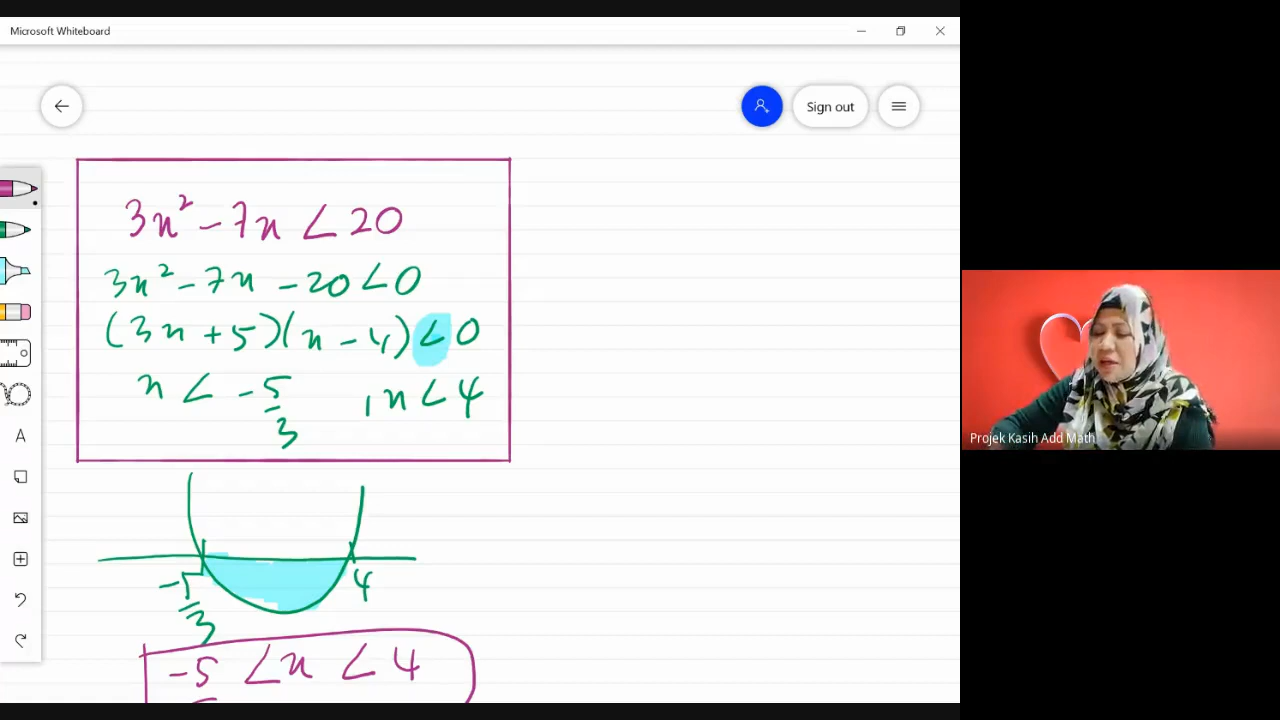 Microsoft Whiteboard
Sign out
3x² - 7x < 20
3x² - 7x - 20 < 0
(3x + 5)(x - 4) < 0
x < -5/3 , x < 4
-5/3 4
-5 < x < 4
A
Projek Kasih Add Math